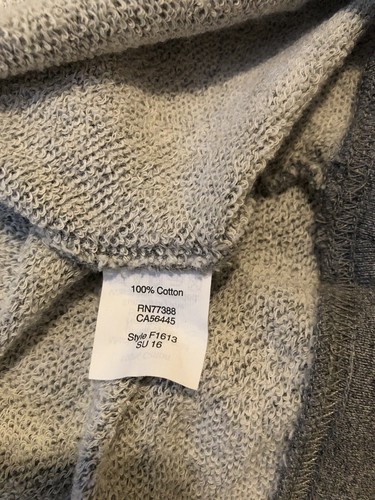 100% Cotton
RN77388
CA56445
Style F1613
SU 16